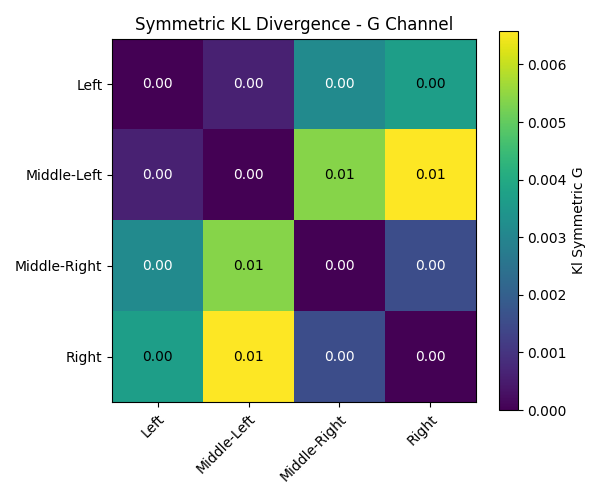 Symmetric KL Divergence - G Channel
Left
0.00 0.00 0.00 0.00
Middle-Left
0.00 0.00 0.01 0.01
Middle-Right
0.00 0.01 0.00 0.00
Right
0.00 0.01 0.00 0.00
Left
Middle-Left
Middle-Right
Right
0.006
0.005
0.004
0.003
0.002
0.001
0.000
Kl Symmetric G